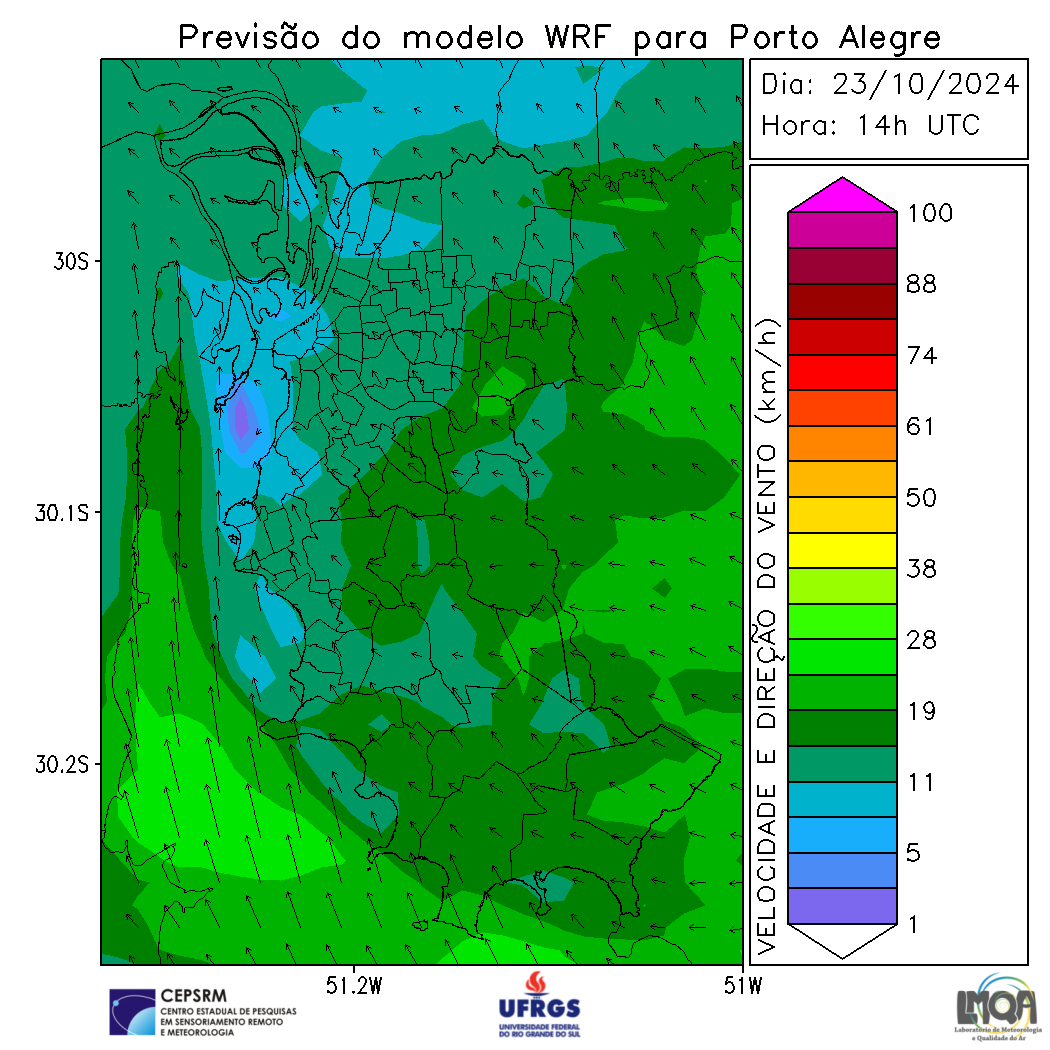 Previsão do modelo WRF para Porto Alegre
Dia: 23/10/2024
Hora: 14h UTC
30S
30.1S
30.2S
51.2W
51W
VELOCIDADE E DIREÇÃO DO VENTO (km/h)
100
88
74
61
50
38
28
19
11
5
1
CEPSRM
CENTRO ESTADUAL DE PESQUISAS
EM SENSORIAMENTO REMOTO
E METEOROLOGIA
UFRGS
UNIVERSIDADE FEDERAL
DO RIO GRANDE DO SUL
LMQA
Laboratório de Meteorologia
e Qualidade do Ar